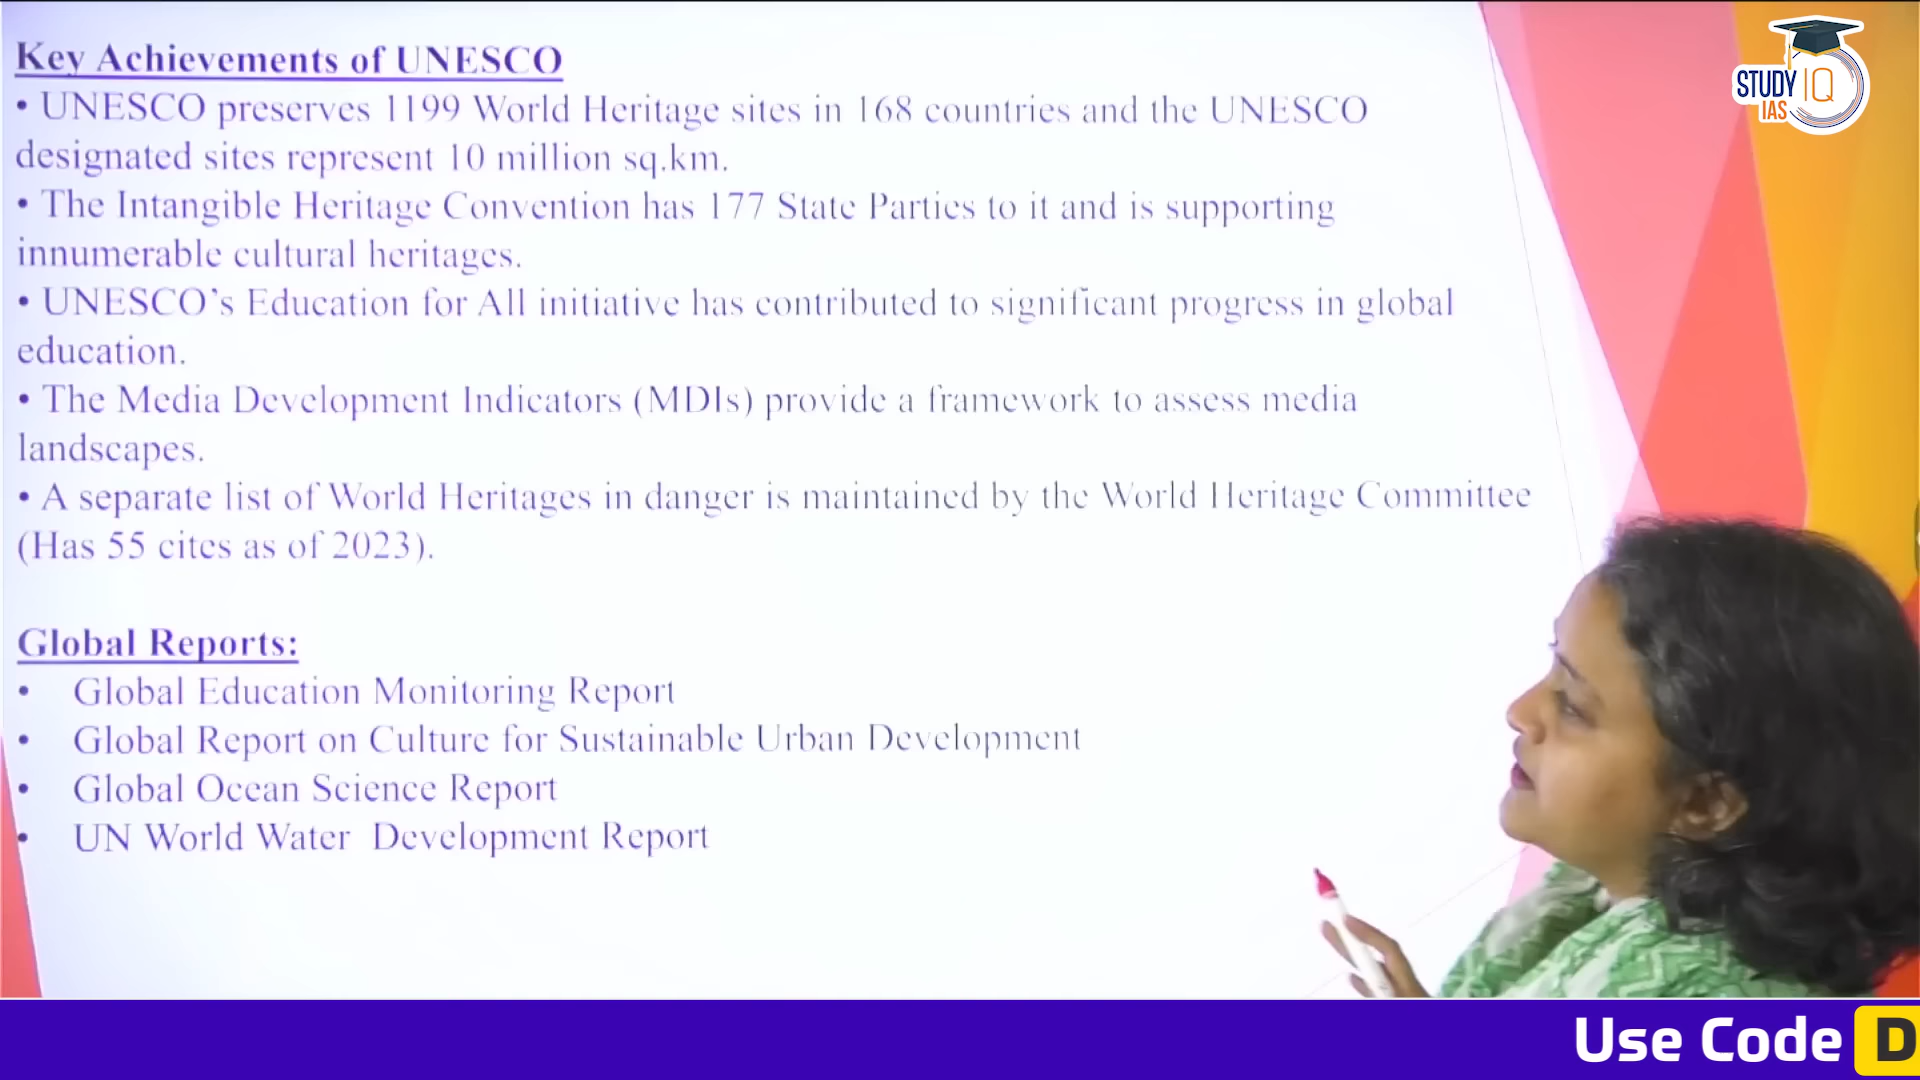 Key Achievements of UNESCO
• UNESCO preserves 1199 World Heritage sites in 168 countries and the UNESCO
designated sites represent 10 million sq.km.
• The Intangible Heritage Convention has 177 State Parties to it and is supporting
innumerable cultural heritages.
• UNESCO’s Education for All initiative has contributed to significant progress in global
education.
• The Media Development Indicators (MDIs) provide a framework to assess media
landscapes.
• A separate list of World Heritages in danger is maintained by the World Heritage Committee
(Has 55 cites as of 2023).
Global Reports:
• Global Education Monitoring Report
• Global Report on Culture for Sustainable Urban Development
• Global Ocean Science Report
• UN World Water Development Report
STUDY IQ
IAS
Use Code D